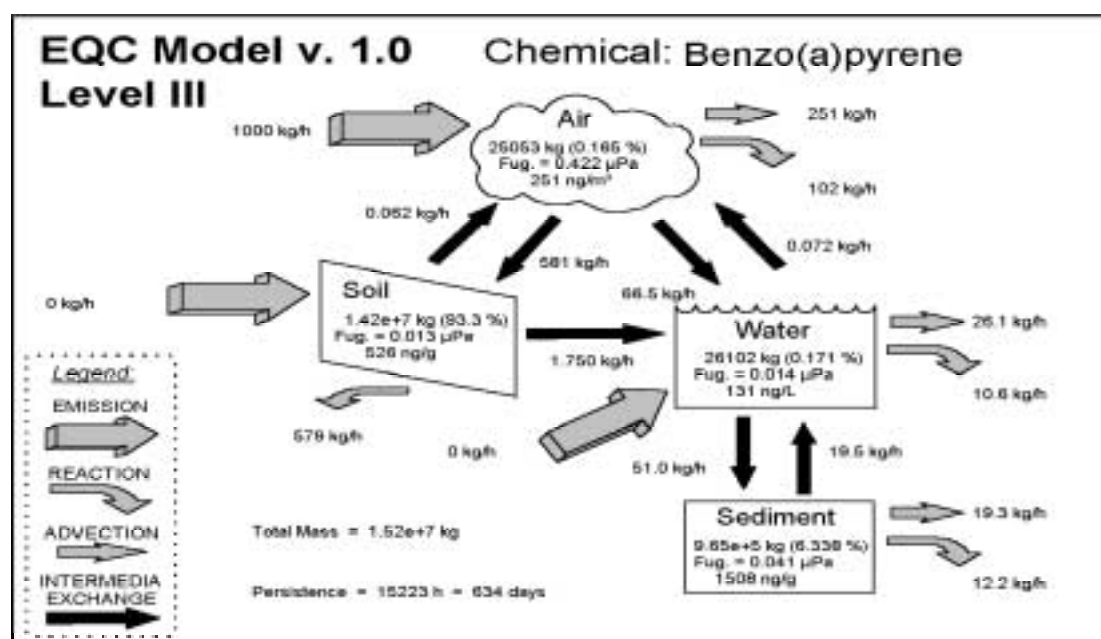 EQC Model v. 1.0
Level III
Chemical: Benzo(a)pyrene
1000 kg/h
Air
25053 kg (0.165 %)
Fug. = 0.422 µPa
251 ng/m³
251 kg/h
102 kg/h
0.062 kg/h
581 kg/h
66.5 kg/h
0.072 kg/h
0 kg/h
Soil
1.42e+7 kg (93.3 %)
Fug. = 0.013 µPa
526 ng/g
1.750 kg/h
579 kg/h
Water
26102 kg (0.171 %)
Fug. = 0.014 µPa
131 ng/L
26.1 kg/h
10.6 kg/h
0 kg/h
51.0 kg/h
19.5 kg/h
Sediment
9.65e+5 kg (6.338 %)
Fug. = 0.041 µPa
1508 ng/g
19.3 kg/h
12.2 kg/h
Legend:
EMISSION
REACTION
ADVECTION
INTERMEDIA
EXCHANGE
Total Mass = 1.52e+7 kg
Persistence = 15223 h = 634 days